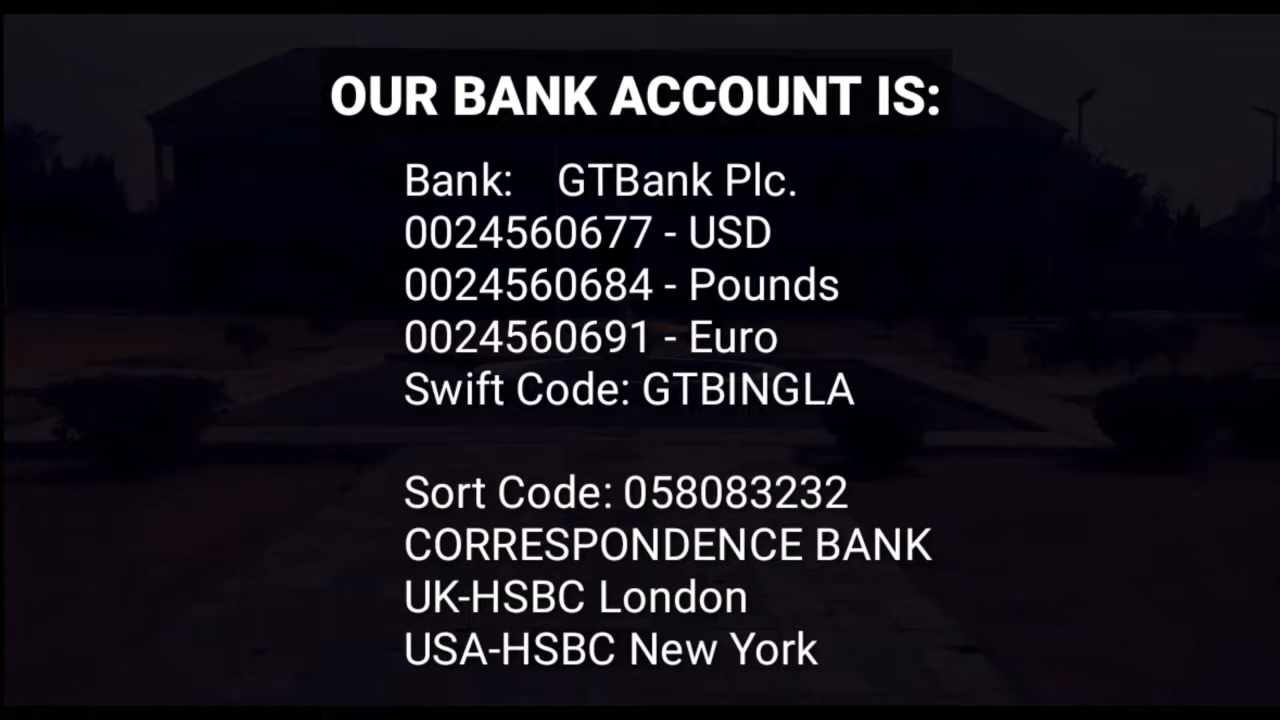 OUR BANK ACCOUNT IS:
Bank: GTBank Plc.
0024560677 - USD
0024560684 - Pounds
0024560691 - Euro
Swift Code: GTBINGLA
Sort Code: 058083232
CORRESPONDENCE BANK
UK-HSBC London
USA-HSBC New York